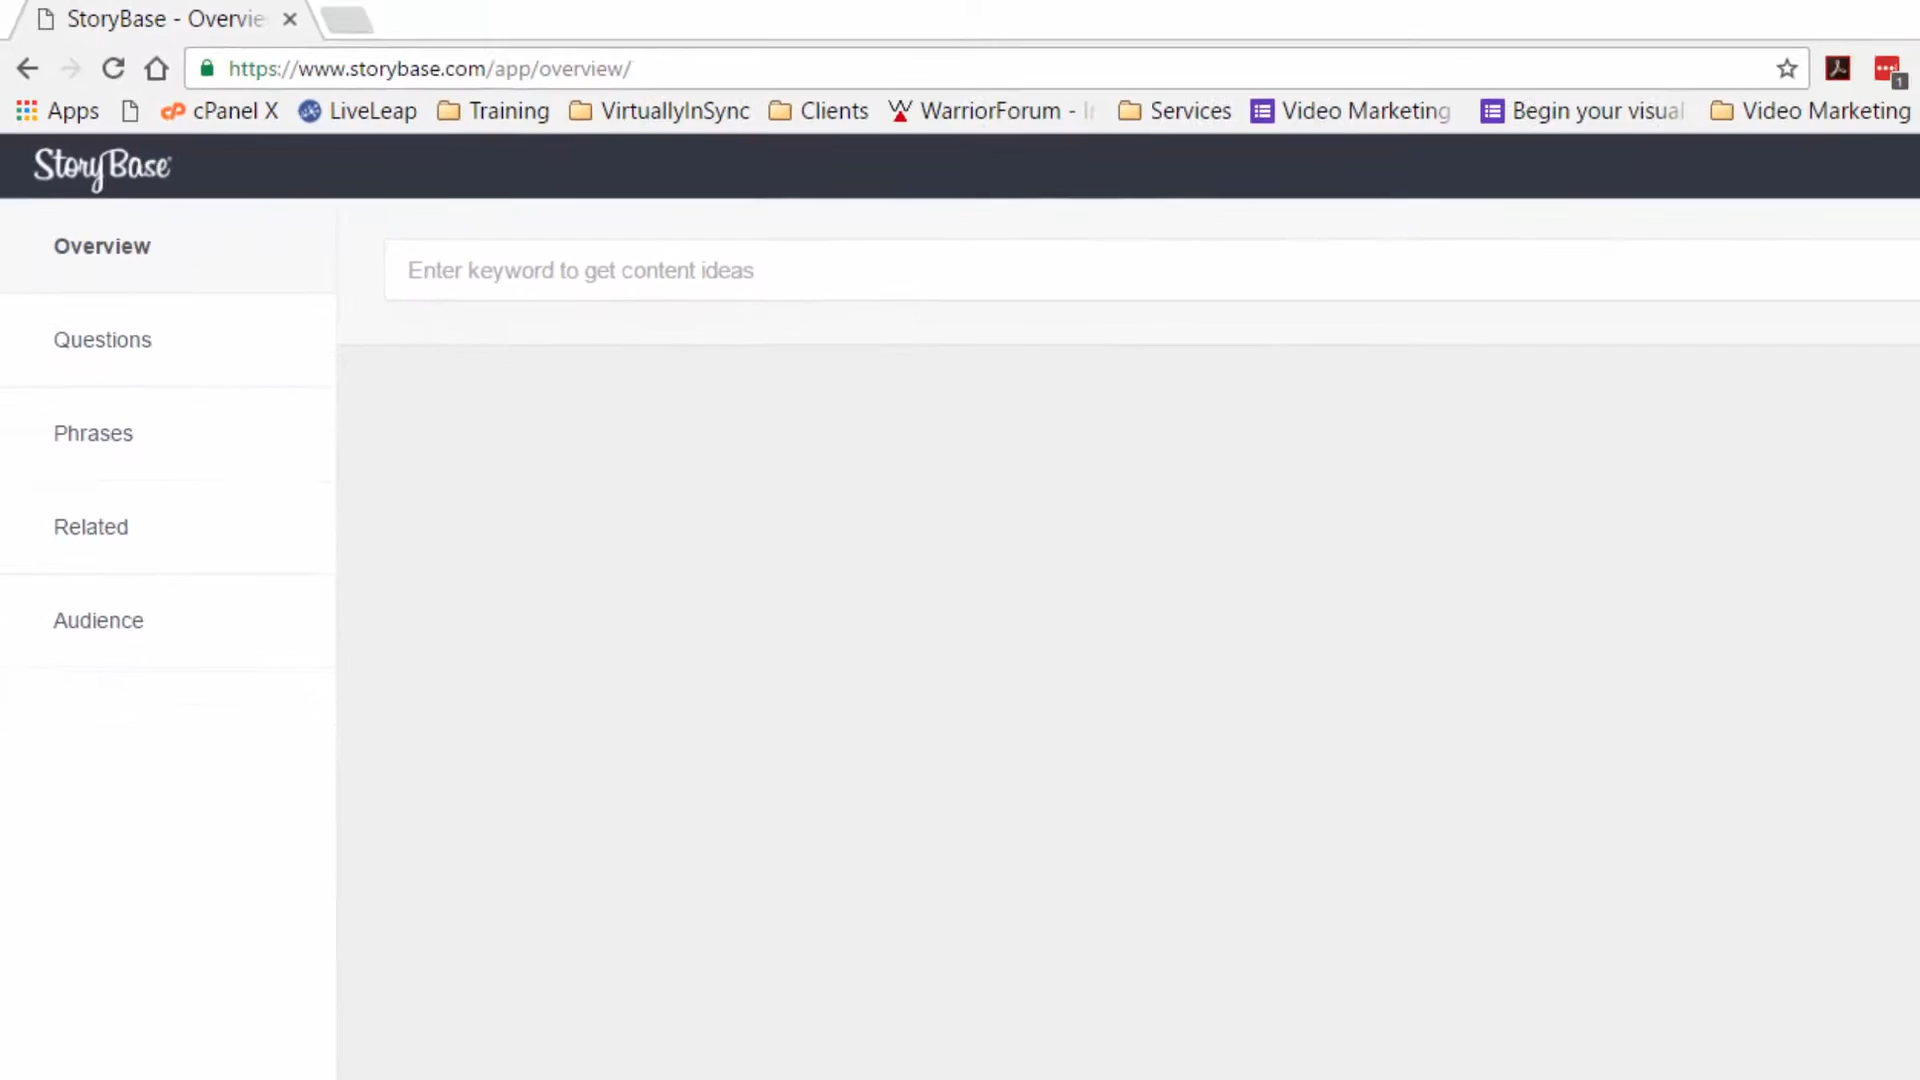 StoryBase - Overvie
https://www.storybase.com/app/overview/
1
Apps cPanel X LiveLeap Training VirtuallyInSync Clients WarriorForum - Services Video Marketing Begin your visual Video Marketing
StoryBase
Overview
Enter keyword to get content ideas
Questions
Phrases
Related
Audience